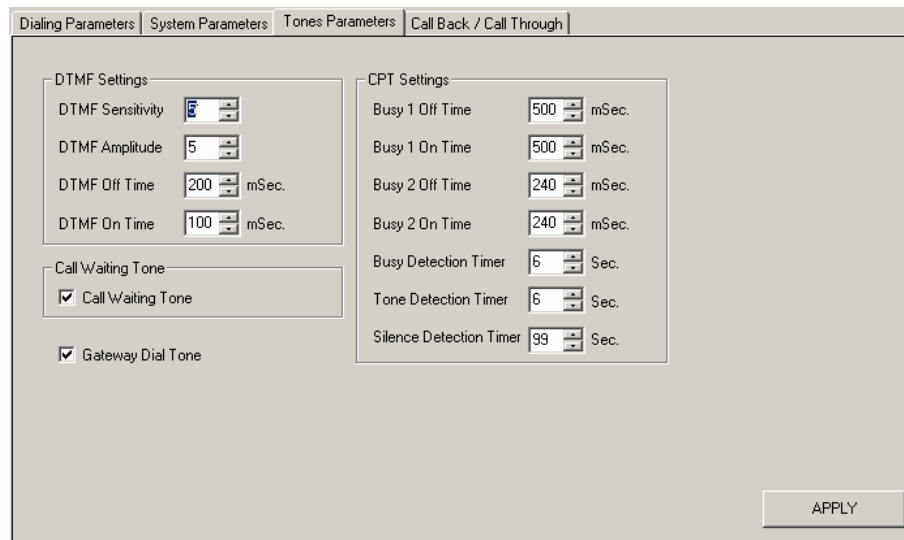 Dialing Parameters System Parameters Tones Parameters Call Back / Call Through
DTMF Settings
DTMF Sensitivity 5
DTMF Amplitude 5
DTMF Off Time 200 mSec.
DTMF On Time 100 mSec.
Call Waiting Tone
Call Waiting Tone
Gateway Dial Tone
CPT Settings
Busy 1 Off Time 500 mSec.
Busy 1 On Time 500 mSec.
Busy 2 Off Time 240 mSec.
Busy 2 On Time 240 mSec.
Busy Detection Timer 6 Sec.
Tone Detection Timer 6 Sec.
Silence Detection Timer 99 Sec.
APPLY